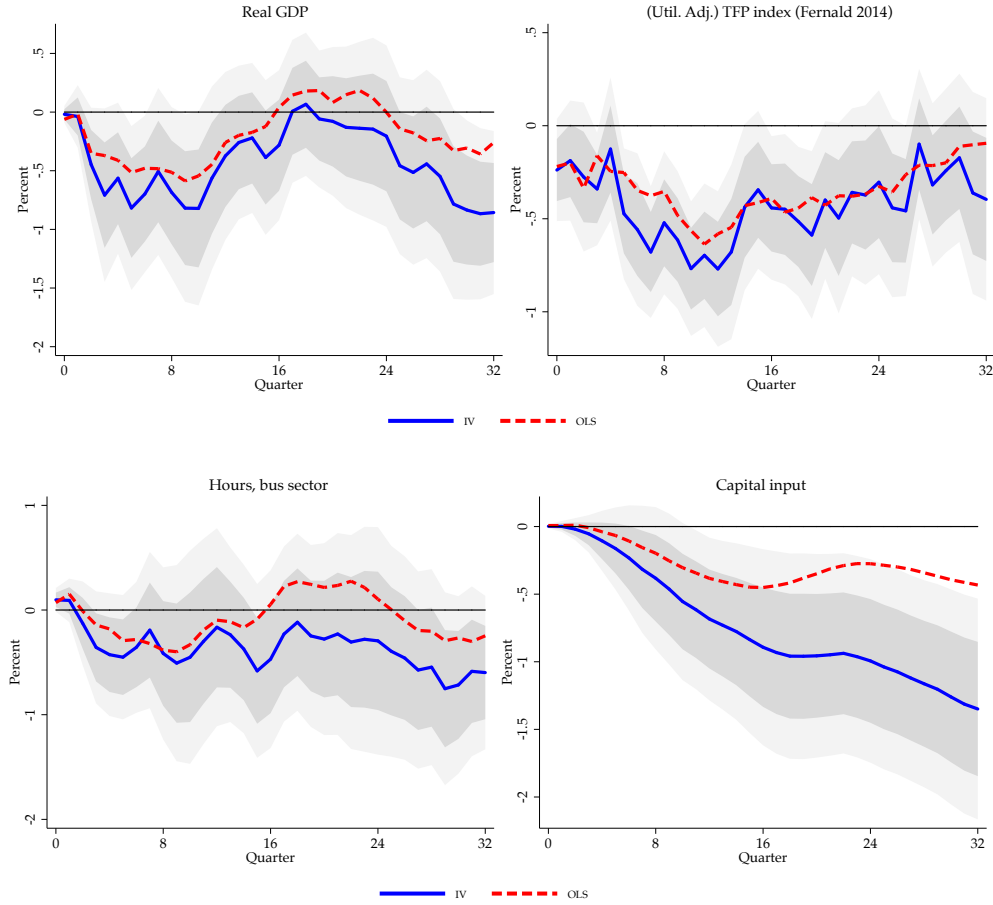 Real GDP
Percent
.5
0
-.5
-1
-1.5
-2
0 8 16 24 32
Quarter
(Util. Adj.) TFP index (Fernald 2014)
Percent
.5
0
-.5
-1
0 8 16 24 32
Quarter
IV OLS
Hours, bus sector
Percent
1
0
-1
-2
0 8 16 24 32
Quarter
Capital input
Percent
0
-.5
-1
-1.5
-2
0 8 16 24 32
Quarter
IV OLS